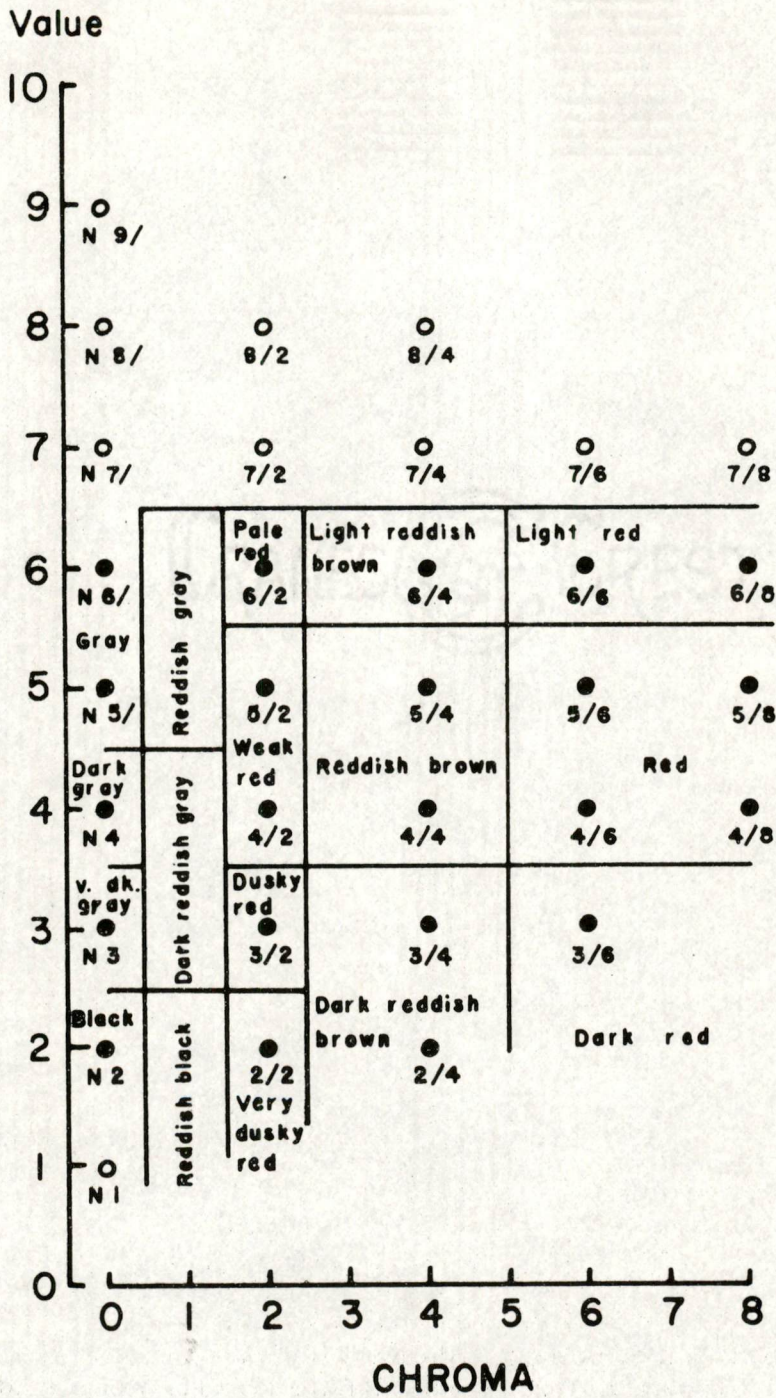 Value
10
9
N 9/
8
N 8/
8/2
8/4
7
N 7/
7/2
7/4
7/6
7/8
Pale
red
Light reddish
brown
Light red
6
N 6/
6/2
6/4
6/6
6/8
Reddish gray
Gray
5
N 5/
5/2
5/4
5/6
5/8
Dark
gray
Weak
red
Reddish brown
Red
4
N 4
4/2
4/4
4/6
4/8
Dark reddish gray
v. dk.
gray
Dusky
red
3
N 3
3/2
3/4
3/6
Black
Dark reddish
brown
Dark red
2
N 2
2/2
2/4
Reddish black
Very
dusky
red
1
N 1
0
0 1 2 3 4 5 6 7 8
CHROMA